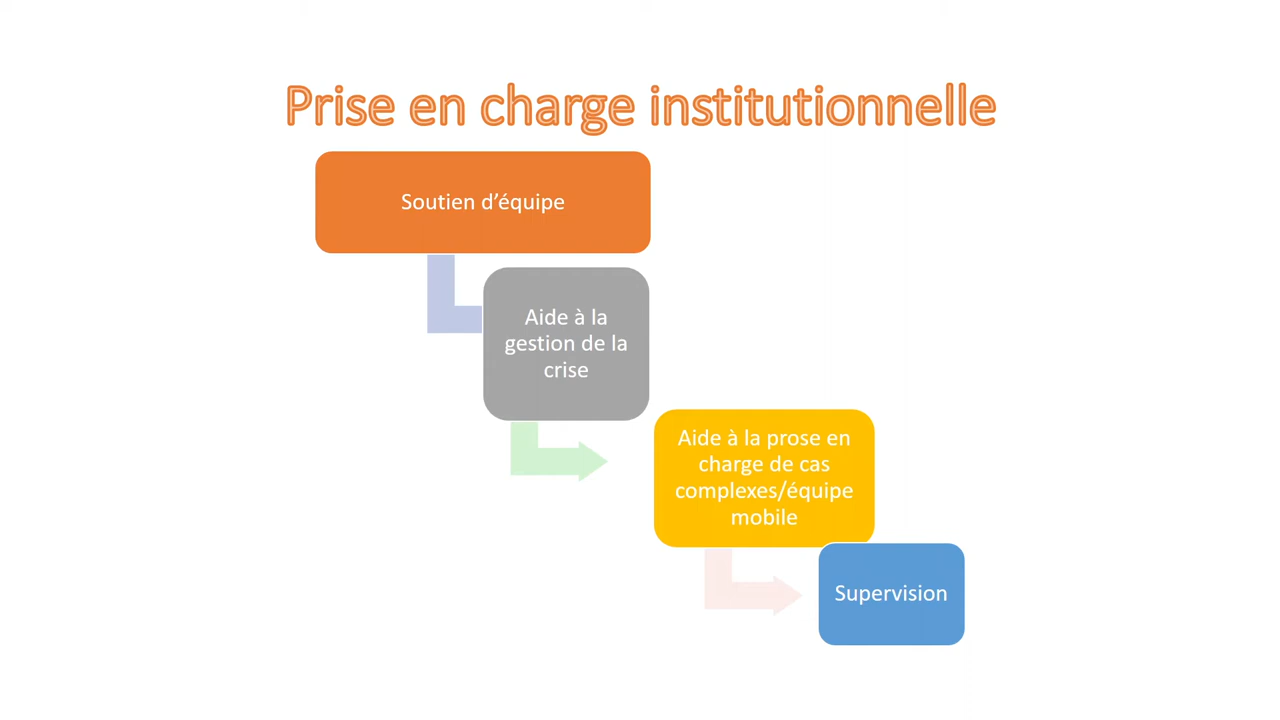 Prise en charge institutionnelle
Soutien d’équipe
Aide à la
gestion de la
crise
Aide à la prose en
charge de cas
complexes/équipe
mobile
Supervision